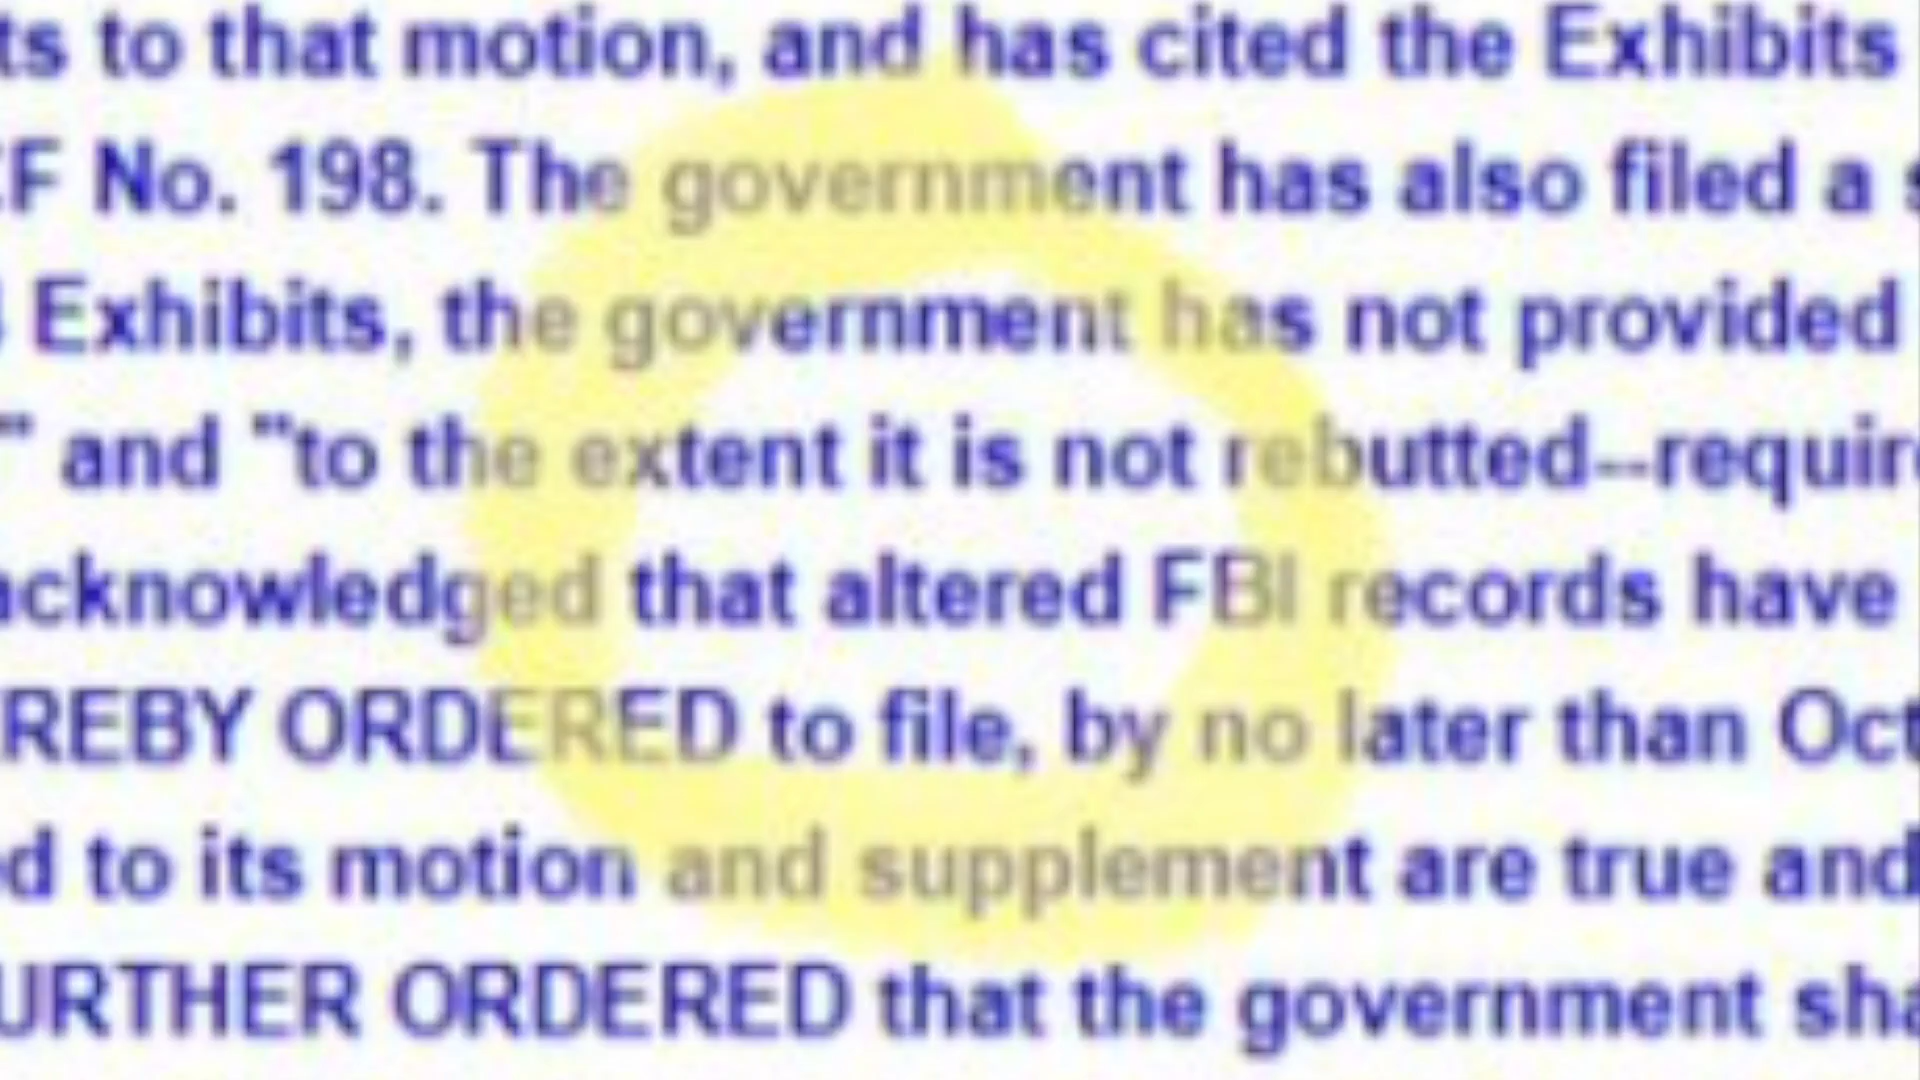 ts to that motion, and has cited the Exhibits
F No. 198. The government has also filed a
Exhibits, the government has not provided
" and "to the extent it is not rebutted--require
acknowledged that altered FBI records have
REBY ORDERED to file, by no later than Oct
ed to its motion and supplement are true and
URTHER ORDERED that the government sha